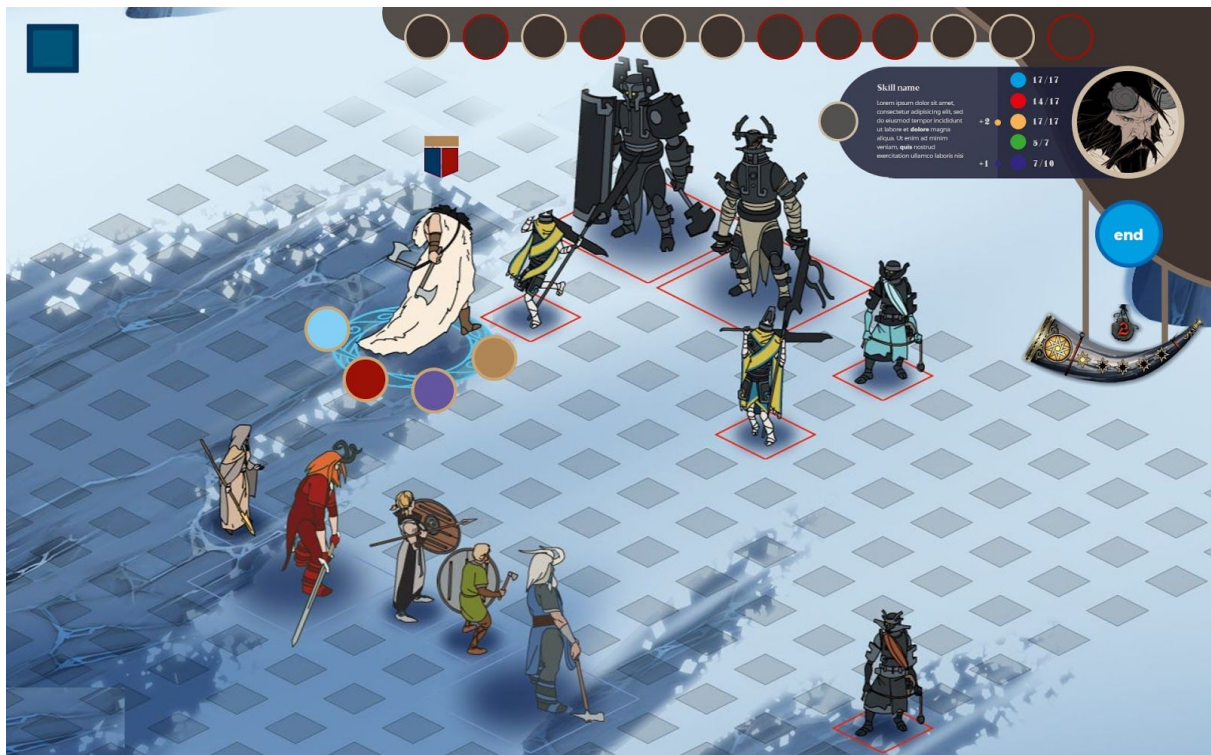 Skill name
17/17
Lorem ipsum dolor sit amet,
consectetur adipisicing elit, sed
14/17
do eiusmod tempor incididunt
ut labore et dolore magna
+2
17/17
aliqua. Ut enim ad minim
veniam, quis nostrud
5/7
exercitation ullamco laboris nisi
+1
7/10
end
2